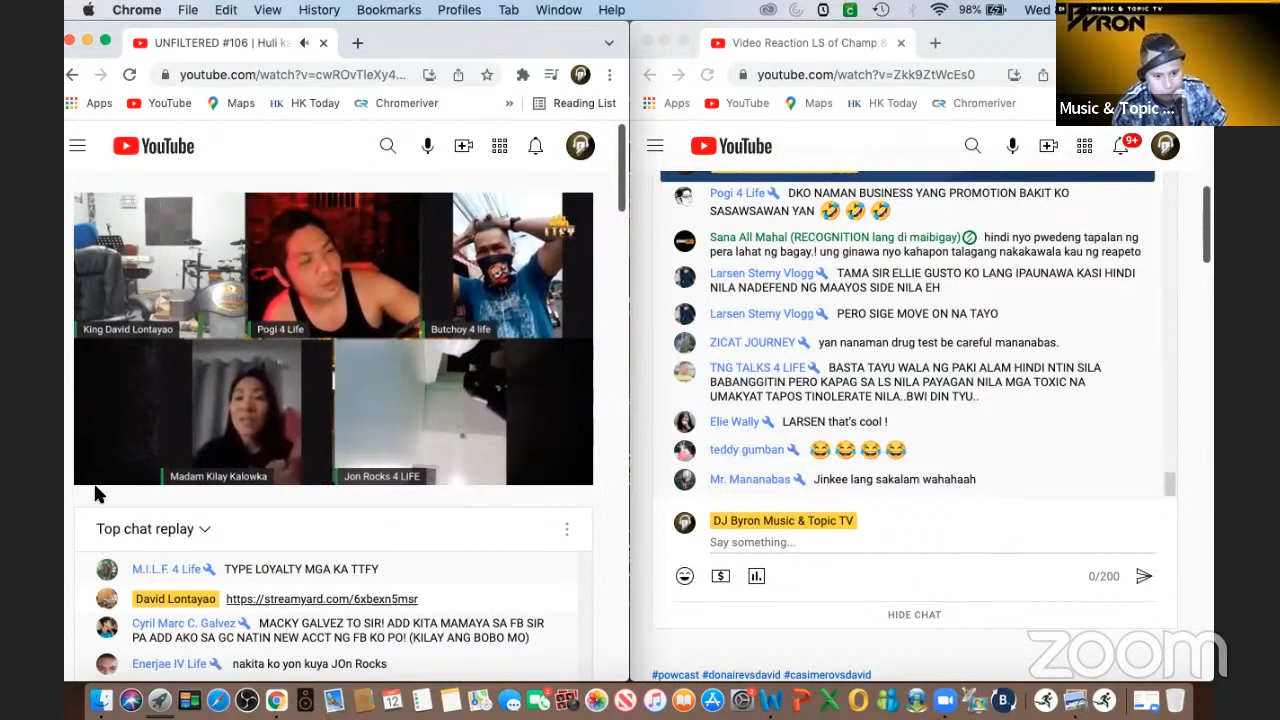 Chrome File Edit View History Bookmarks Profiles Tab Window Help
98% Wed
UNFILTERED #106 | Huli ka
youtube.com/watch?v=cwROvTleXy4...
Apps YouTube Maps HK Today Chromeriver » Reading List
YouTube
King David Lontayao
Pogi 4 Life
Butchoy 4 life
Madam Kilay Kalowka
Jon Rocks 4 LIFE
Top chat replay
M.I.L.F. 4 Life TYPE LOYALTY MGA KA TTFY
David Lontayao https://streamyard.com/6xbexn5msr
Cyril Marc C. Galvez MACKY GALVEZ TO SIR! ADD KITA MAMAYA SA FB SIR
PA ADD AKO SA GC NATIN NEW ACCT NG FB KO PO! (KILAY ANG BOBO MO)
Enerjae IV Life nakita ko yon kuya JOn Rocks
Video Reaction LS of Champ &
youtube.com/watch?v=Zkk9ZtWcEs0
Apps YouTube Maps HK Today Chromeriver
YouTube
9+
Pogi 4 Life DKO NAMAN BUSINESS YANG PROMOTION BAKIT KO
SASAWSAWAN YAN 🤣 🤣 🤣
Sana All Mahal (RECOGNITION lang di maibigay) hindi nyo pwedeng tapalan ng
pera lahat ng bagay.! ung ginawa nyo kahapon talagang nakakawala kau ng reapeto
Larsen Stemy Vlogg TAMA SIR ELLIE GUSTO KO LANG IPAUNAWA KASI HINDI
NILA NADEFEND NG MAAYOS SIDE NILA EH
Larsen Stemy Vlogg PERO SIGE MOVE ON NA TAYO
ZICAT JOURNEY yan nanaman drug test be careful mananabas.
TNG TALKS 4 LIFE BASTA TAYU WALA NG PAKI ALAM HINDI NTIN SILA
BABANGGITIN PERO KAPAG SA LS NILA PAYAGAN NILA MGA TOXIC NA
UMAKYAT TAPOS TINOLERATE NILA..BWI DIN TYU..
Elie Wally LARSEN that's cool !
teddy gumban 😂 😂 😂 😂
Mr. Mananabas Jinkee lang sakalam wahahaah
DJ Byron Music & Topic TV
Say something...
0/200
HIDE CHAT
#powcast #donairevsdavid #casimerovsdavid
MUSIC & TOPIC TV
BYRON
Music & Topic ...
zoom